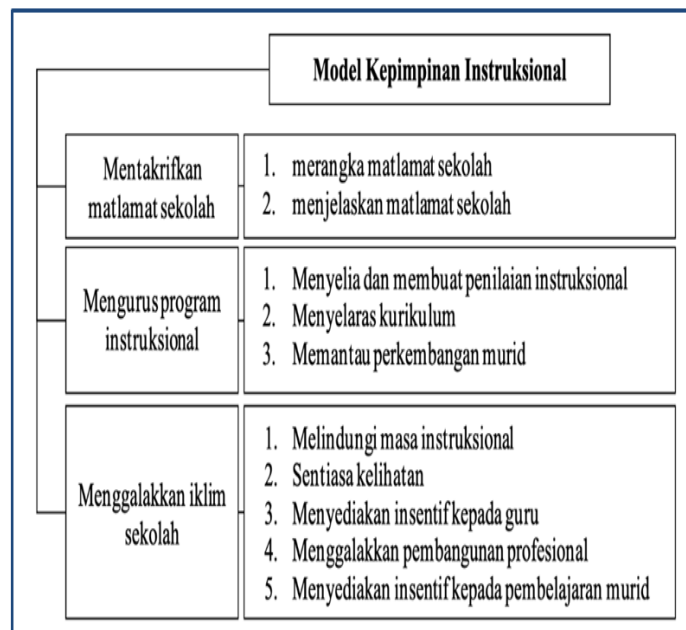 Model Kepimpinan Instruksional
Mentakrifkan
matlamat sekolah
1. merangka matlamat sekolah
2. menjelaskan matlamat sekolah
Mengurus program
instruksional
1. Menyelia dan membuat penilaian instruksional
2. Menyelaras kurikulum
3. Memantau perkembangan murid
Menggalakkan iklim
sekolah
1. Melindungi masa instruksional
2. Sentiasa kelihatan
3. Menyediakan insentif kepada guru
4. Menggalakkan pembangunan profesional
5. Menyediakan insentif kepada pembelajaran murid